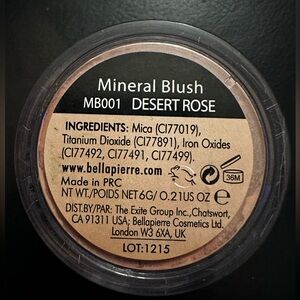 Mineral Blush
MB001 DESERT ROSE
INGREDIENTS: Mica (CI77019),
Titanium Dioxide (CI77891), Iron Oxides
(CI77492, CI77491, CI77499).
www.bellapierre.com
Made in PRC
36M
NT WT./POIDS NET6G/ 0.21US OZ e
DIST.BY/PAR: The Exite Group Inc.,Chatswort,
CA 91311 USA; Bellapierre Cosmetics Ltd.
London W3 6XA, UK
LOT:1215